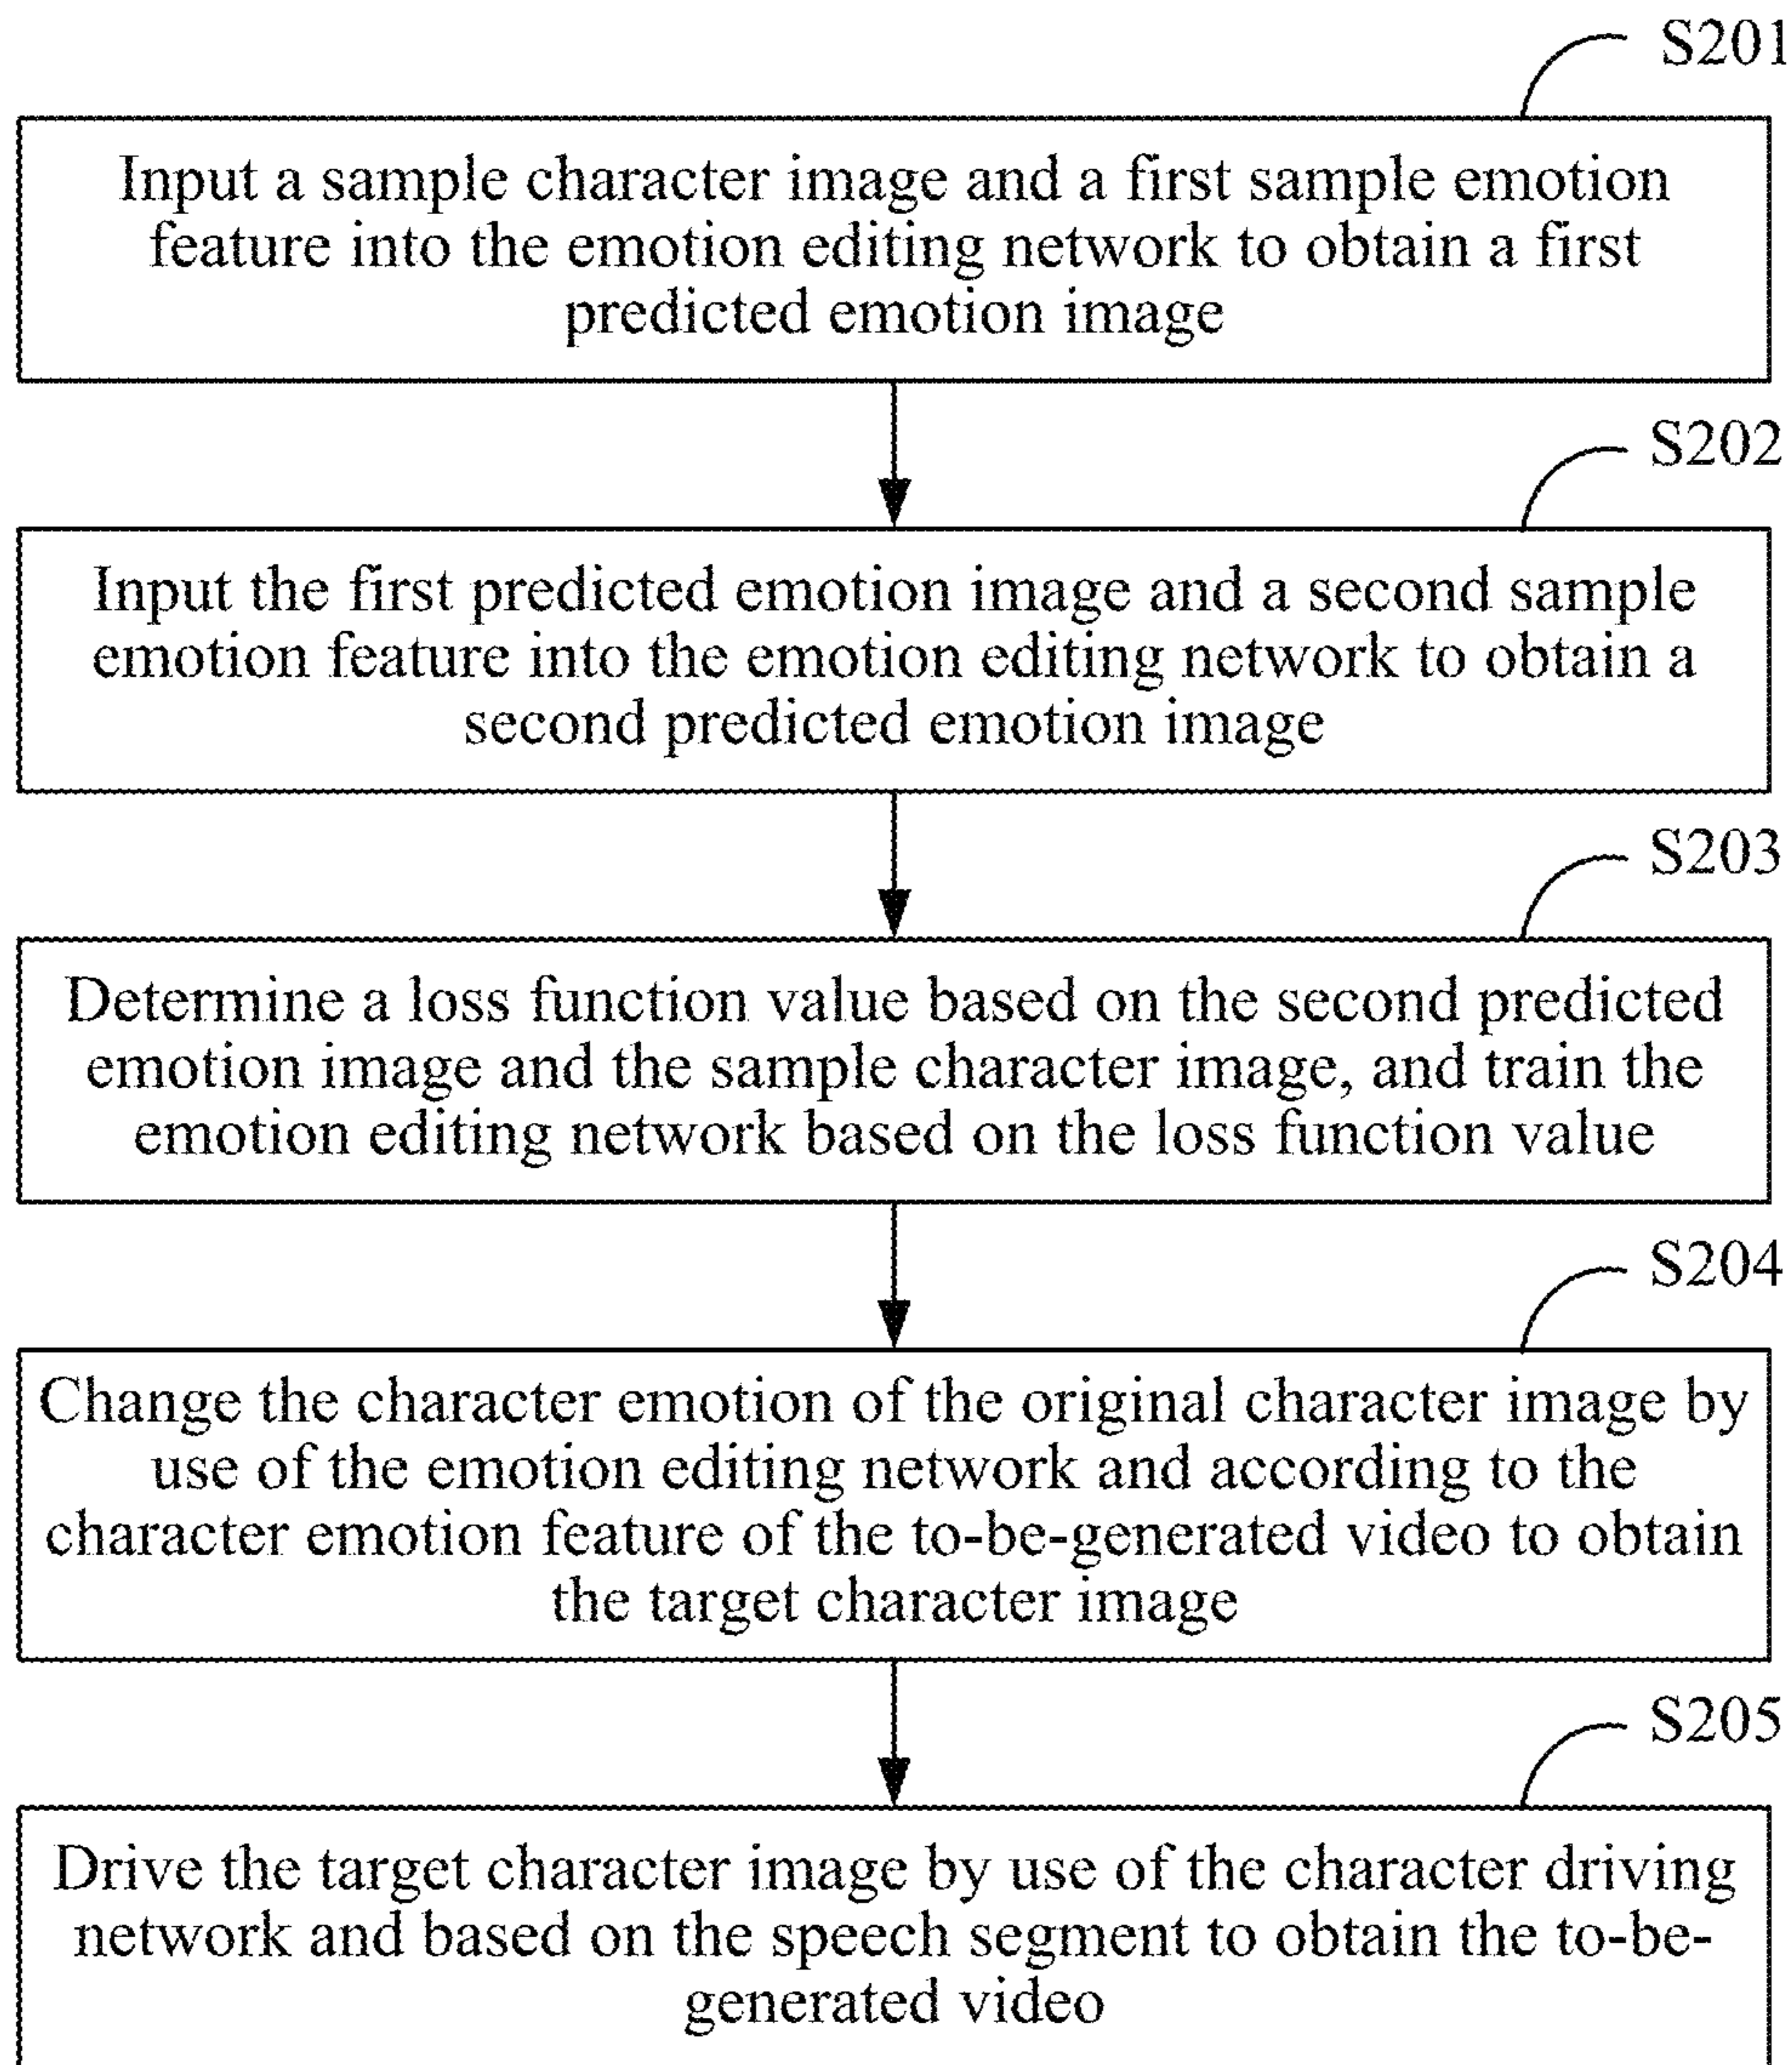 S201
Input a sample character image and a first sample emotion
feature into the emotion editing network to obtain a first
predicted emotion image
S202
Input the first predicted emotion image and a second sample
emotion feature into the emotion editing network to obtain a
second predicted emotion image
S203
Determine a loss function value based on the second predicted
emotion image and the sample character image, and train the
emotion editing network based on the loss function value
S204
Change the character emotion of the original character image by
use of the emotion editing network and according to the
character emotion feature of the to-be-generated video to obtain
the target character image
S205
Drive the target character image by use of the character driving
network and based on the speech segment to obtain the to-be-
generated video